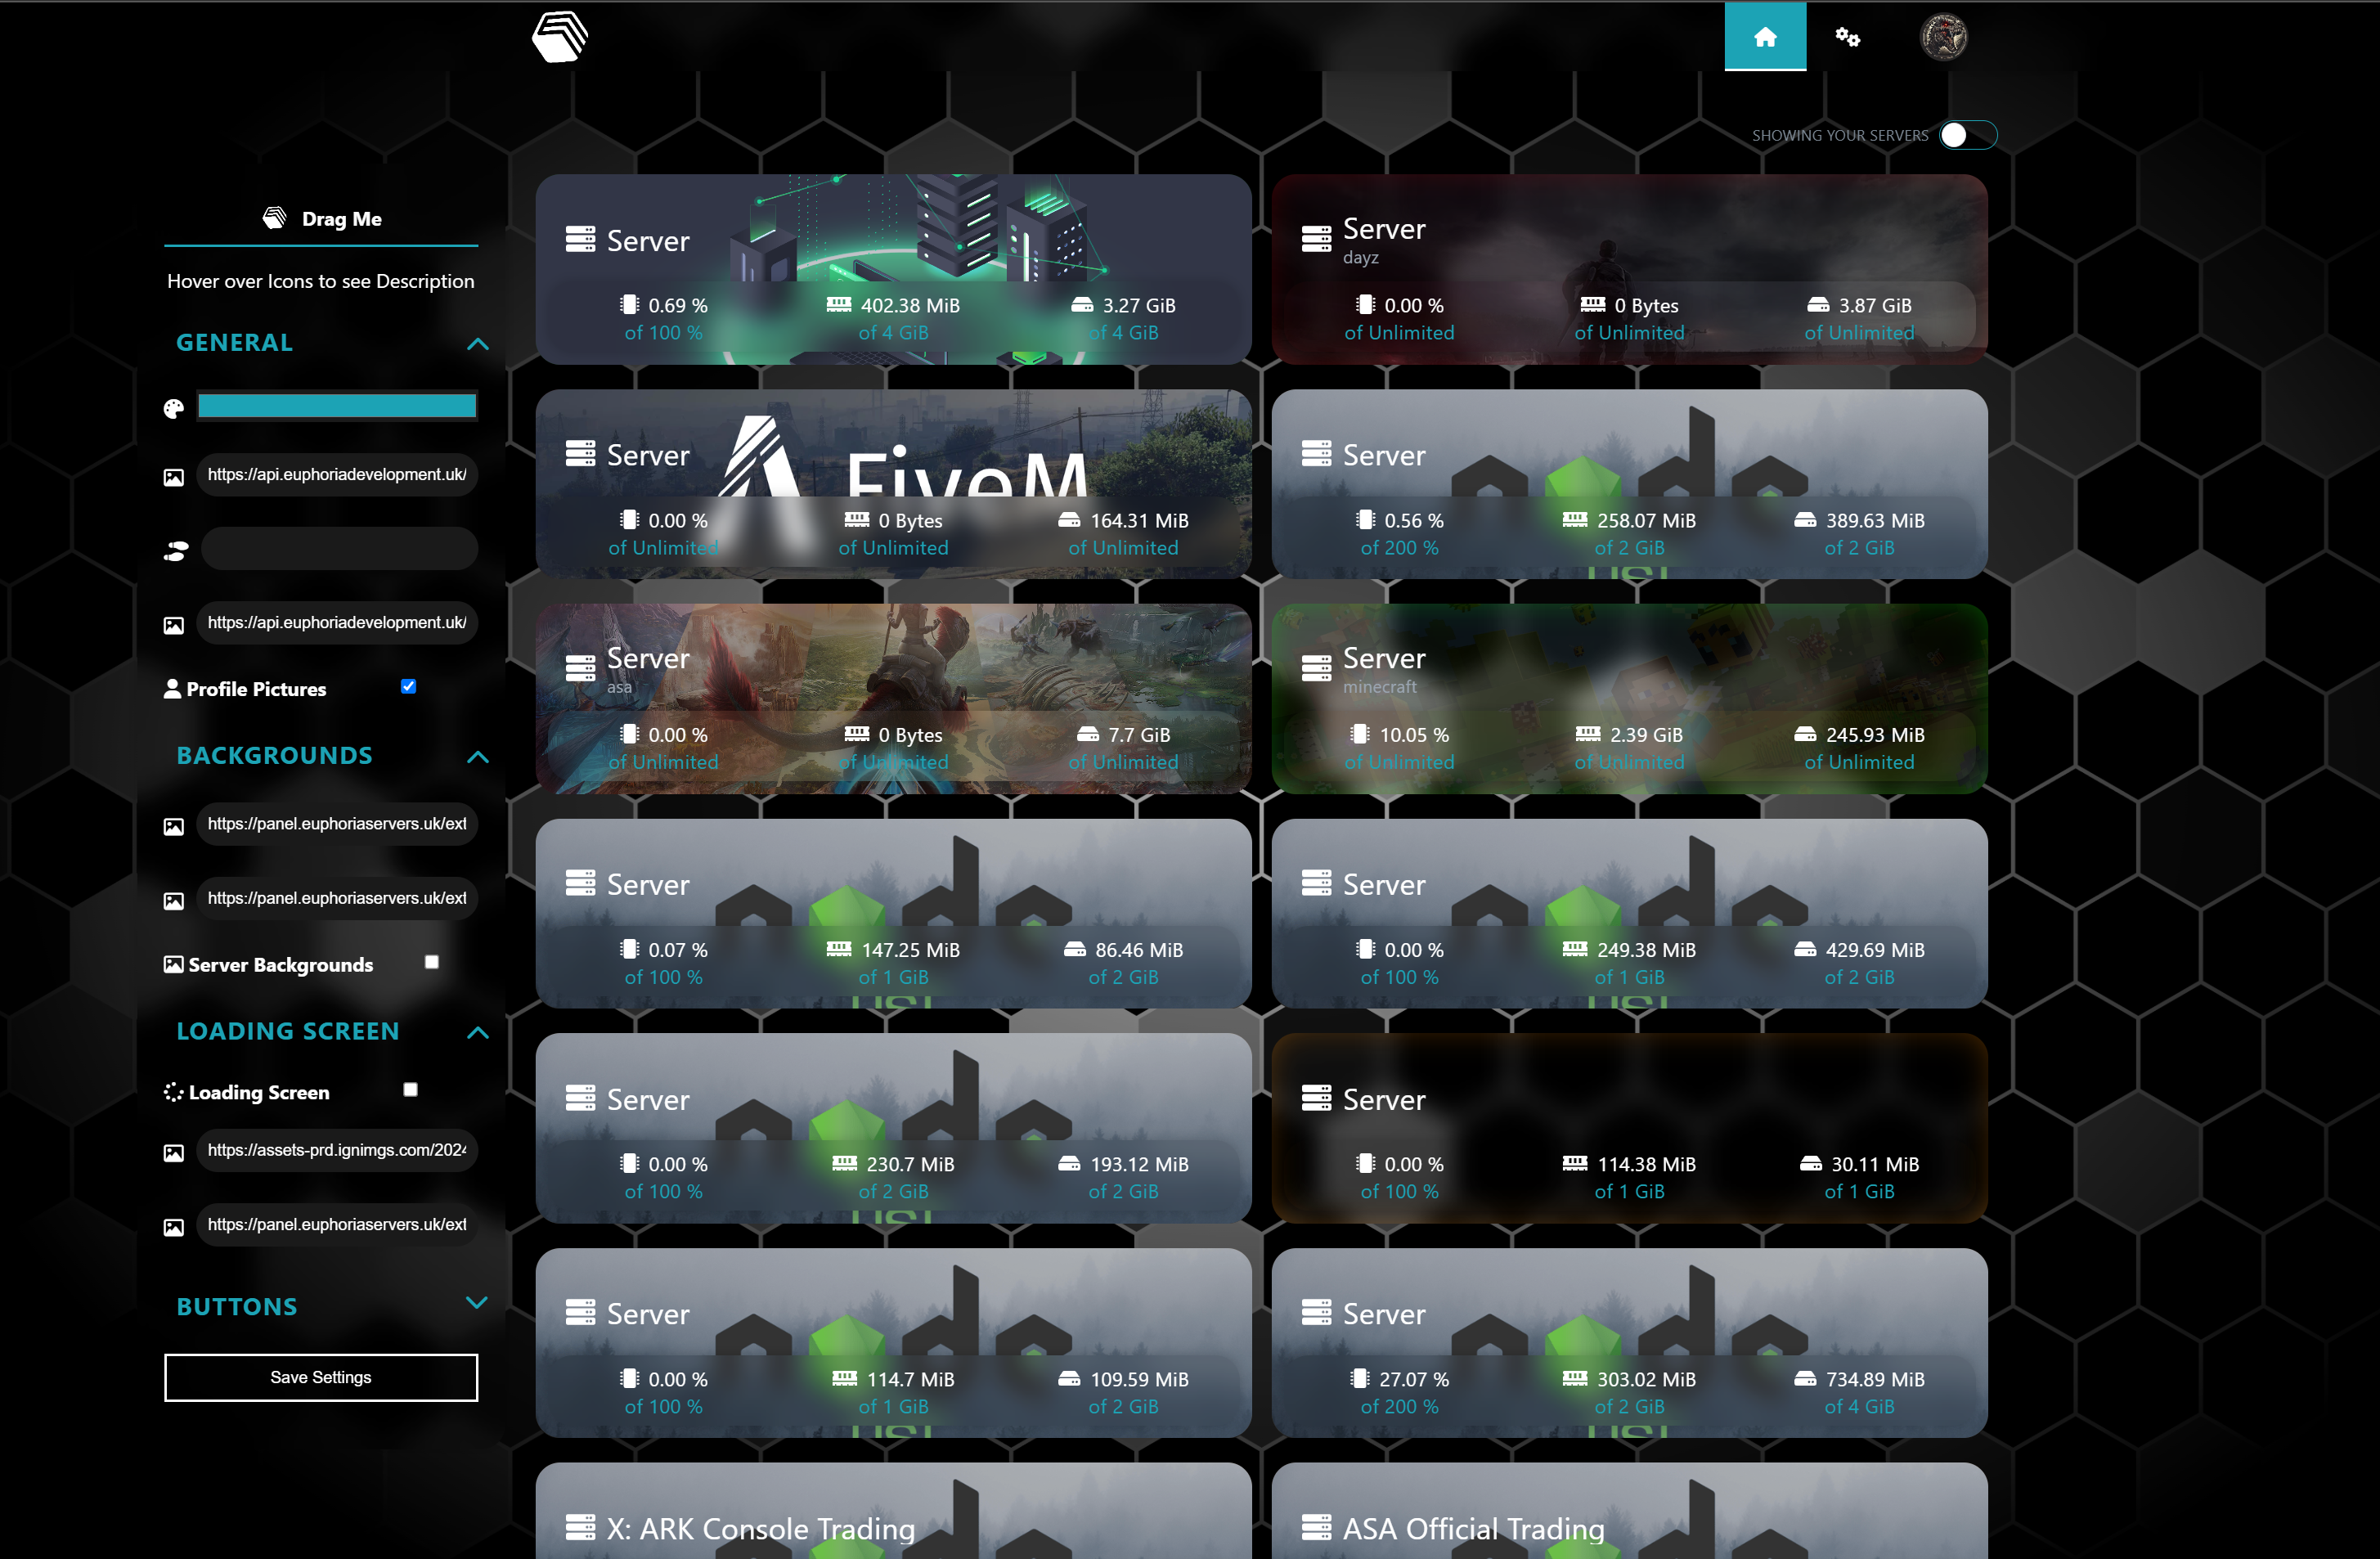 SHOWING YOUR SERVERS
Drag Me
Hover over Icons to see Description
GENERAL
https://api.euphoriadevelopment.uk/
https://api.euphoriadevelopment.uk/
Profile Pictures
BACKGROUNDS
https://panel.euphoriaservers.uk/ext
https://panel.euphoriaservers.uk/ext
Server Backgrounds
LOADING SCREEN
Loading Screen
https://assets-prd.ignimgs.com/2024
https://panel.euphoriaservers.uk/ext
BUTTONS
Save Settings
Server
0.69 % 402.38 MiB 3.27 GiB
of 100 % of 4 GiB of 4 GiB
Server
dayz
0.00 % 0 Bytes 3.87 GiB
of Unlimited of Unlimited of Unlimited
Server
FiveM
0.00 % 0 Bytes 164.31 MiB
of Unlimited of Unlimited of Unlimited
Server
node
0.56 % 258.07 MiB 389.63 MiB
of 200 % of 2 GiB of 2 GiB
Server
asa
0.00 % 0 Bytes 7.7 GiB
of Unlimited of Unlimited of Unlimited
Server
minecraft
10.05 % 2.39 GiB 245.93 MiB
of Unlimited of Unlimited of Unlimited
Server
node
0.07 % 147.25 MiB 86.46 MiB
of 100 % of 1 GiB of 2 GiB
Server
node
0.00 % 249.38 MiB 429.69 MiB
of 100 % of 1 GiB of 2 GiB
Server
node
0.00 % 230.7 MiB 193.12 MiB
of 100 % of 2 GiB of 2 GiB
Server
0.00 % 114.38 MiB 30.11 MiB
of 100 % of 1 GiB of 1 GiB
Server
node
0.00 % 114.7 MiB 109.59 MiB
of 100 % of 1 GiB of 2 GiB
Server
node
27.07 % 303.02 MiB 734.89 MiB
of 200 % of 2 GiB of 4 GiB
X: ARK Console Trading
ASA Official Trading